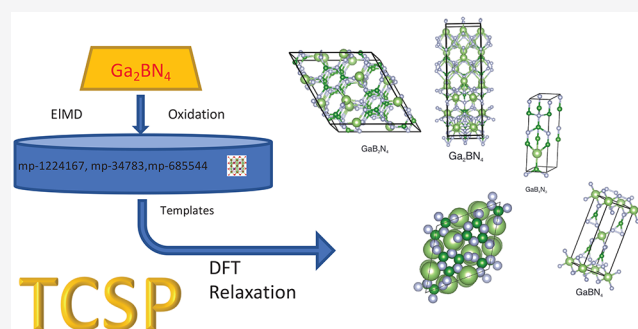 Ga₂BN₄
ElMD
Oxidation
mp-1224167, mp-34783,mp-685544
Templates
DFT
Relaxation
TCSP
GaB₃N₄
Ga₂BN₄
GaB₃N₄
GaBN₄